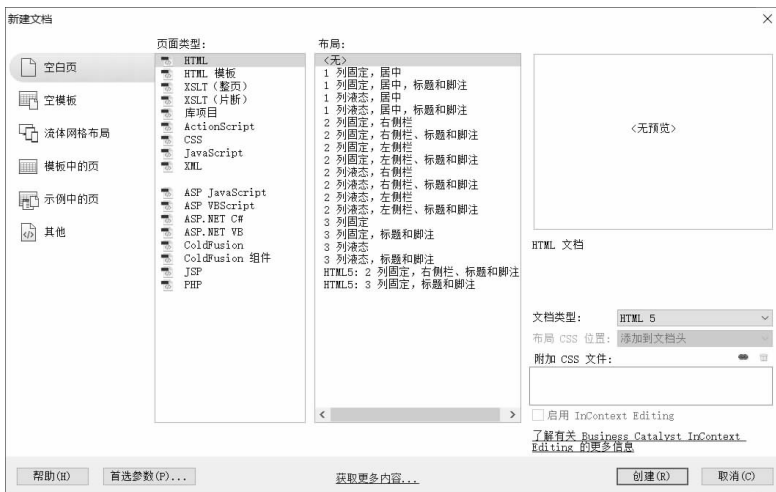 新建文档
空白页
空模板
流体网格布局
模板中的页
示例中的页
其他
页面类型:
HTML
HTML 模板
XSLT（整页）
XSLT（片断）
库项目
ActionScript
CSS
JavaScript
XML
ASP JavaScript
ASP VBScript
ASP.NET C#
ASP.NET VB
ColdFusion
ColdFusion 组件
JSP
PHP
布局:
<无>
1 列固定，居中
1 列固定，居中，标题和脚注
1 列液态，居中
1 列液态，居中，标题和脚注
2 列固定，右侧栏
2 列固定，右侧栏、标题和脚注
2 列固定，左侧栏
2 列固定，左侧栏、标题和脚注
2 列液态，右侧栏
2 列液态，右侧栏、标题和脚注
2 列液态，左侧栏
2 列液态，左侧栏、标题和脚注
3 列固定
3 列固定，标题和脚注
3 列液态
3 列液态，标题和脚注
HTML5: 2 列固定，右侧栏、标题和脚注
HTML5: 3 列固定，标题和脚注
<无预览>
HTML 文档
文档类型: HTML 5
布局 CSS 位置: 添加到文档头
附加 CSS 文件:
启用 InContext Editing
了解有关 Business Catalyst InContext
Editing 的更多信息
帮助(H) 首选参数(P)... 获取更多内容... 创建(R) 取消(C)